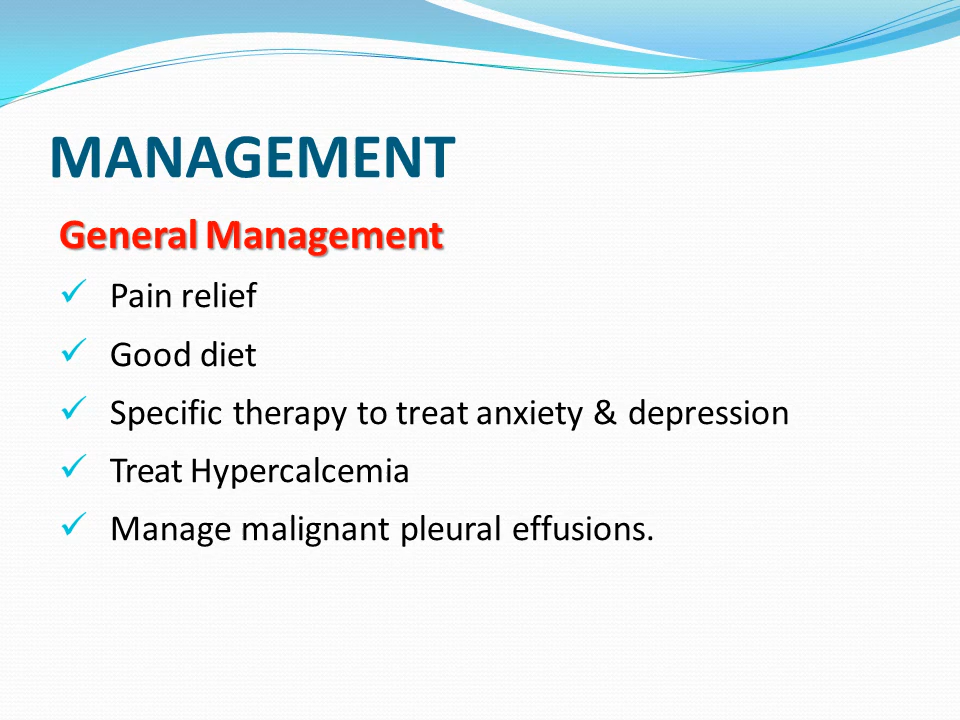 MANAGEMENT
General Management
✓ Pain relief
✓ Good diet
✓ Specific therapy to treat anxiety & depression
✓ Treat Hypercalcemia
✓ Manage malignant pleural effusions.